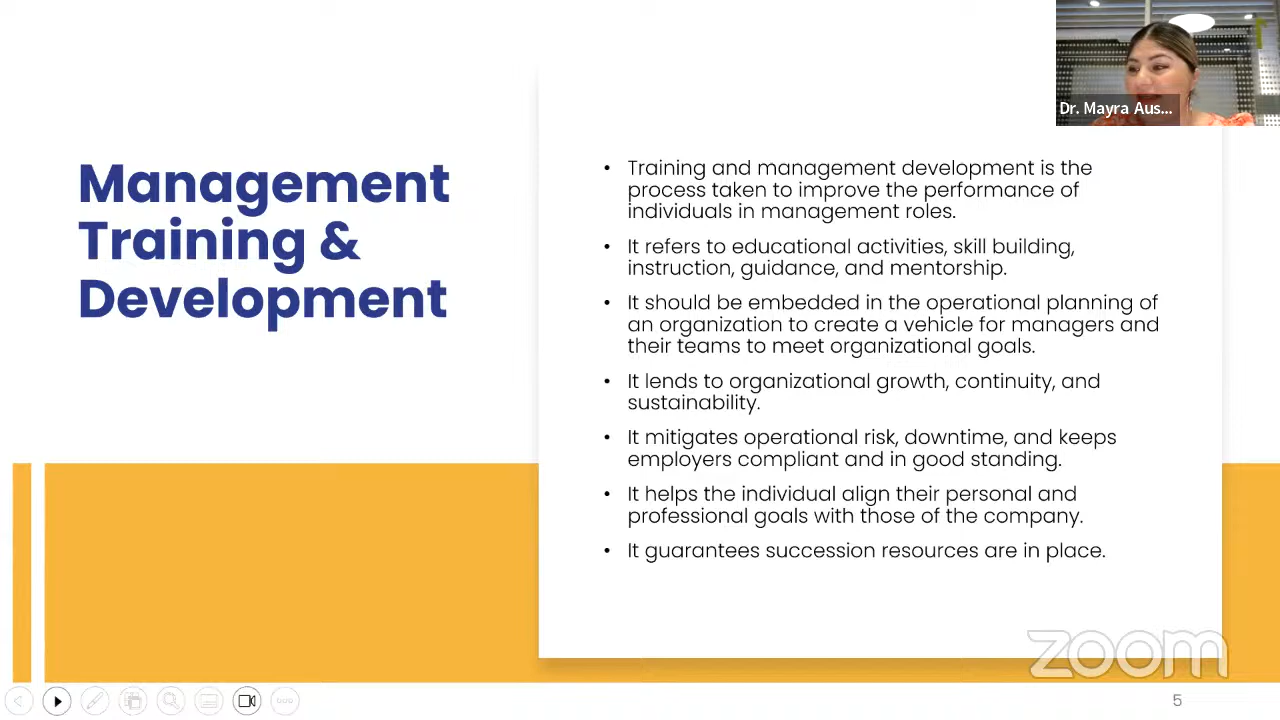 Dr. Mayra Aus...
Management
Training &
Development
• Training and management development is the
process taken to improve the performance of
individuals in management roles.
• It refers to educational activities, skill building,
instruction, guidance, and mentorship.
• It should be embedded in the operational planning of
an organization to create a vehicle for managers and
their teams to meet organizational goals.
• It lends to organizational growth, continuity, and
sustainability.
• It mitigates operational risk, downtime, and keeps
employers compliant and in good standing.
• It helps the individual align their personal and
professional goals with those of the company.
• It guarantees succession resources are in place.
zoom
5